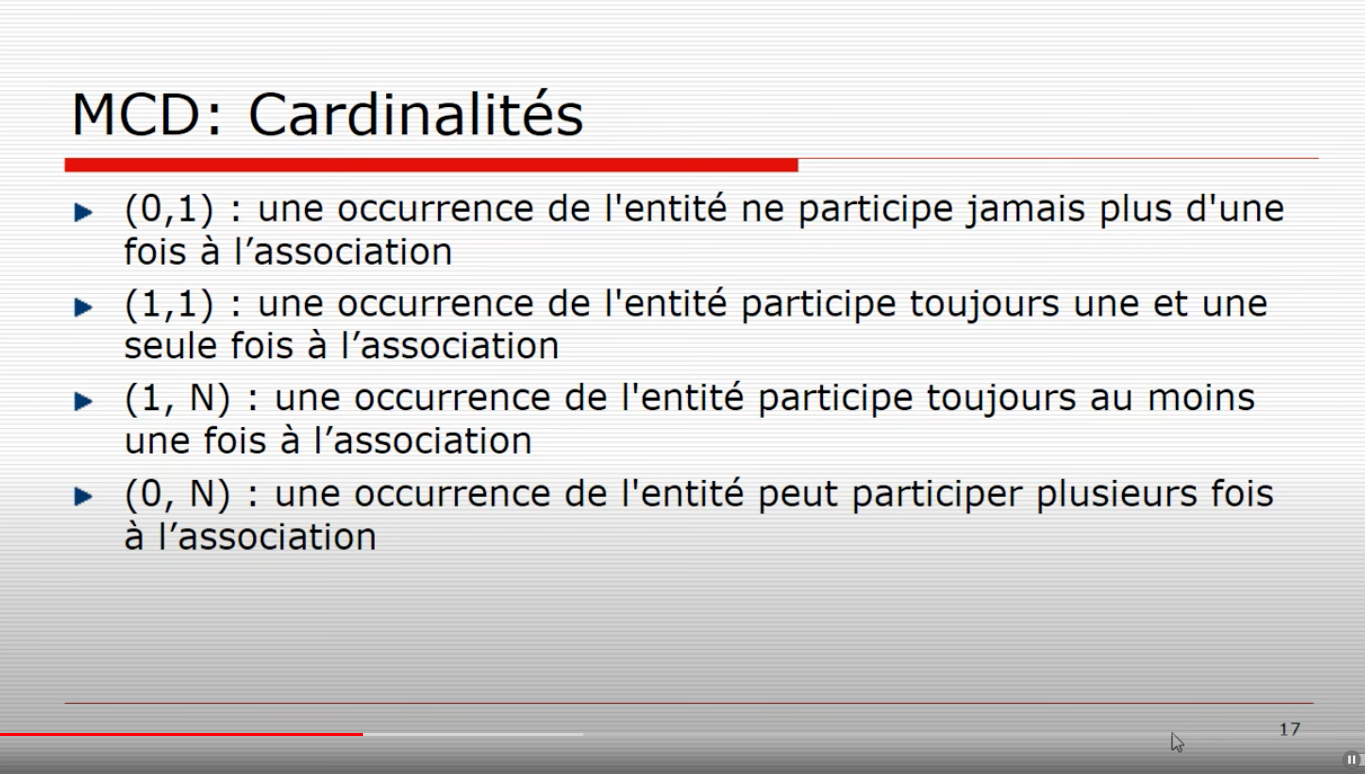 MCD: Cardinalités
(0,1) : une occurrence de l'entité ne participe jamais plus d'une
fois à l’association
(1,1) : une occurrence de l'entité participe toujours une et une
seule fois à l’association
(1, N) : une occurrence de l'entité participe toujours au moins
une fois à l’association
(0, N) : une occurrence de l'entité peut participer plusieurs fois
à l’association
17